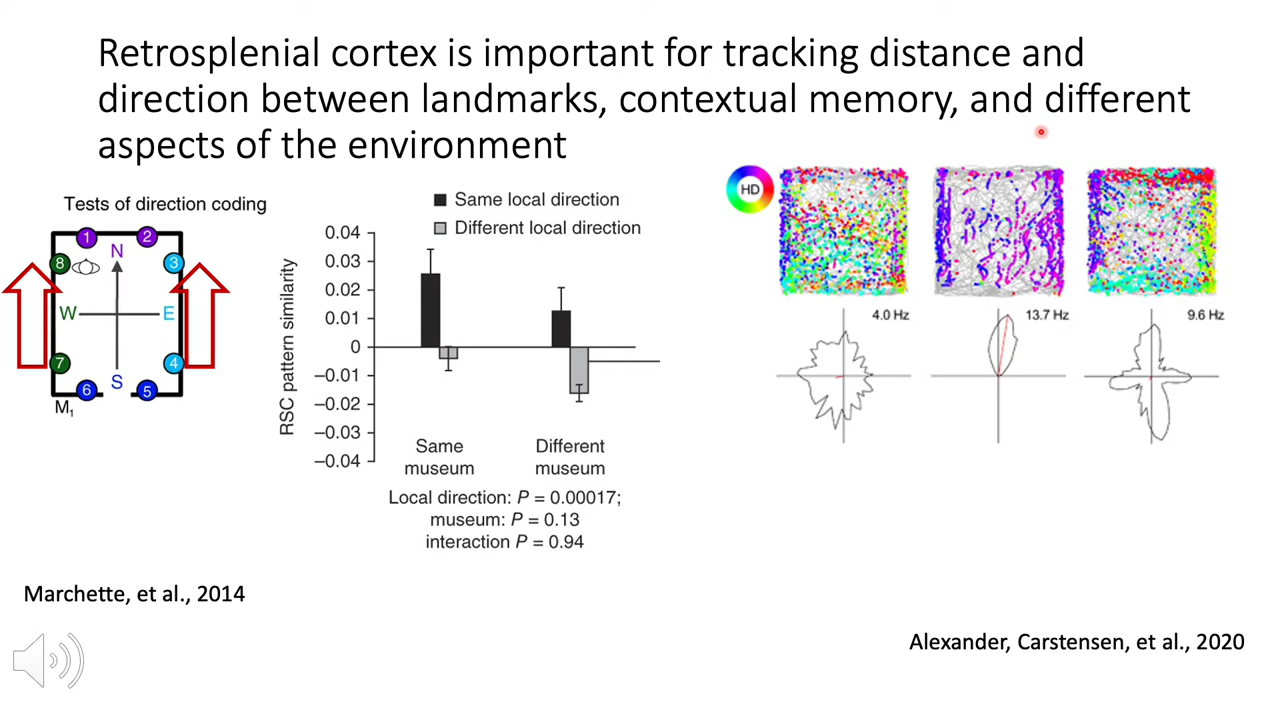 Retrosplenial cortex is important for tracking distance and
direction between landmarks, contextual memory, and different
aspects of the environment
Tests of direction coding
1
2
N
8
3
W
E
7
4
S
6
5
M1
Same local direction
Different local direction
RSC pattern similarity
0.04
0.03
0.02
0.01
0
–0.01
–0.02
–0.03
–0.04
Same
museum
Different
museum
Local direction: P = 0.00017;
museum: P = 0.13
interaction P = 0.94
HD
4.0 Hz
13.7 Hz
9.6 Hz
Marchette, et al., 2014
Alexander, Carstensen, et al., 2020